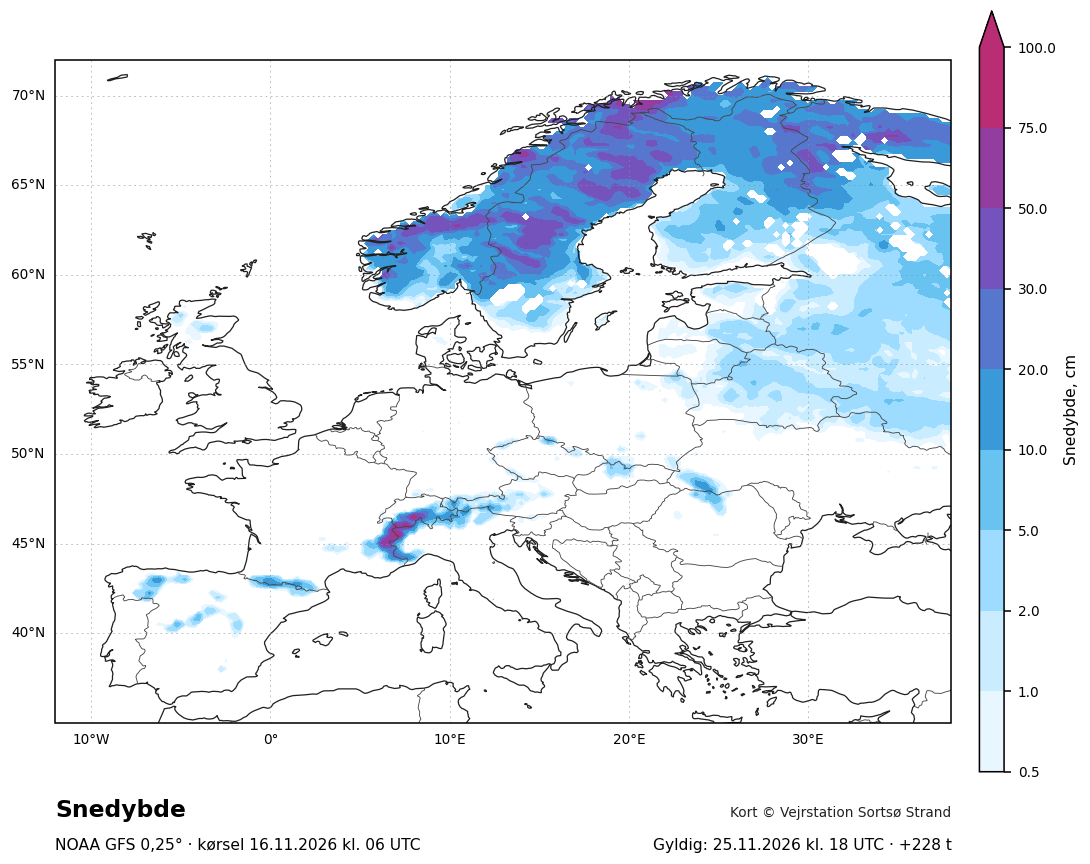 100.0
75.0
50.0
30.0
20.0
10.0
5.0
2.0
1.0
0.5
Snedybde, cm
70°N
65°N
60°N
55°N
50°N
45°N
40°N
10°W
0°
10°E
20°E
30°E
Snedybde
Kort © Vejrstation Sortsø Strand
NOAA GFS 0,25° · kørsel 16.11.2026 kl. 06 UTC
Gyldig: 25.11.2026 kl. 18 UTC · +228 t